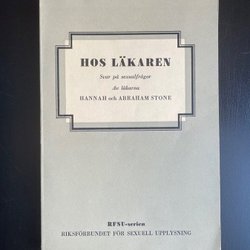 HOS LÄKAREN
Svar på sexualfrågor
Av läkarna
HANNAH och ABRAHAM STONE
RFSU-serien
RIKSFÖRBUNDET FÖR SEXUELL UPPLYSNING